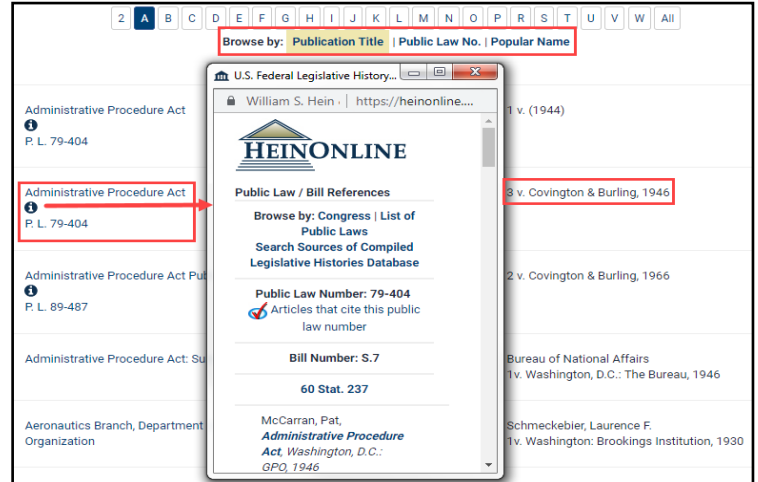 2 A B C D E F G H I J K L M N O P R S T U V W All
Browse by: Publication Title | Public Law No. | Popular Name
Administrative Procedure Act
P. L. 79-404
1 v. (1944)
Administrative Procedure Act
P. L. 79-404
3 v. Covington & Burling, 1946
Administrative Procedure Act Pub
P. L. 89-487
2 v. Covington & Burling, 1966
Administrative Procedure Act: Su
Bureau of National Affairs
1v. Washington, D.C.: The Bureau, 1946
Aeronautics Branch, Department
Organization
Schmeckebier, Laurence F.
1v. Washington: Brookings Institution, 1930
U.S. Federal Legislative History...
William S. Hein | https://heinonline....
HEINONLINE
Public Law / Bill References
Browse by: Congress | List of
Public Laws
Search Sources of Compiled
Legislative Histories Database
Public Law Number: 79-404
Articles that cite this public
law number
Bill Number: S.7
60 Stat. 237
McCarran, Pat,
Administrative Procedure
Act, Washington, D.C.:
GPO, 1946